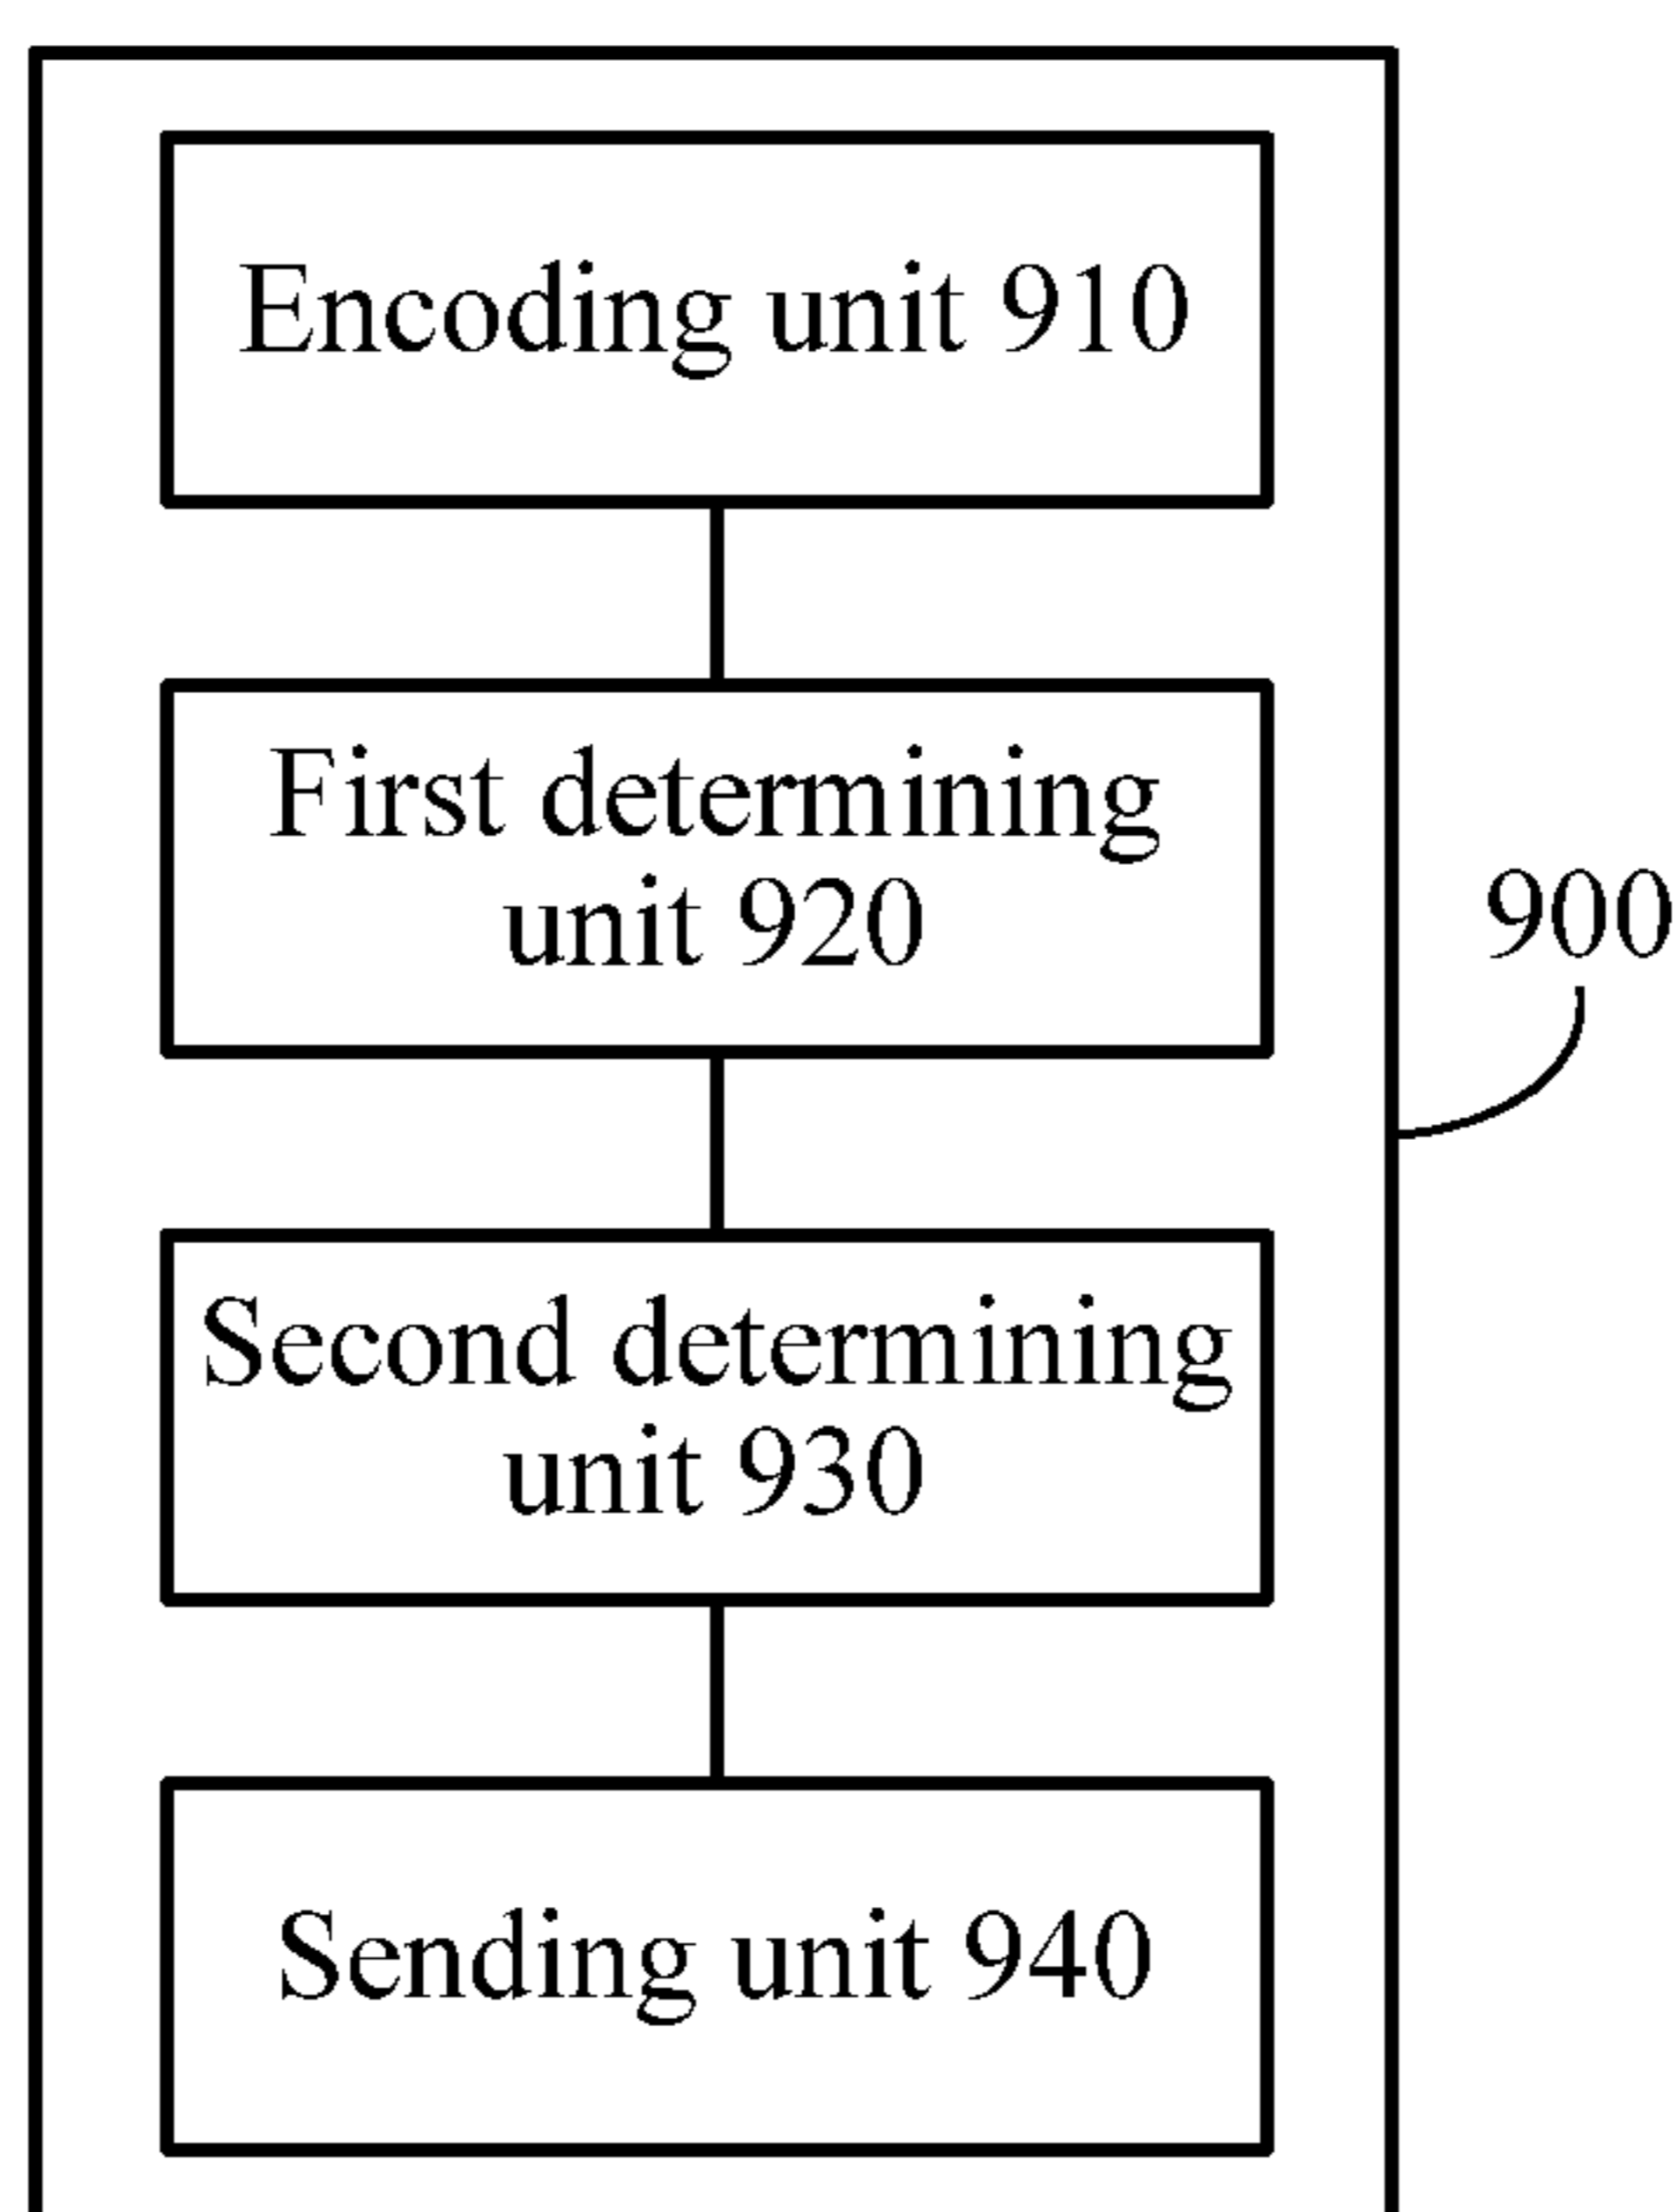 Encoding unit 910
First determining
unit 920
900
Second determining
unit 930
Sending unit 940